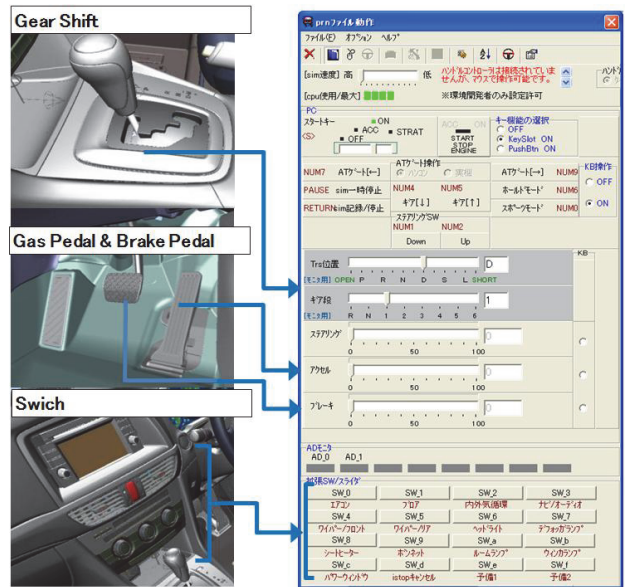 Gear Shift
Gas Pedal & Brake Pedal
Swich
prnファイル動作
ファイル(F) オプション ヘルプ
[sim速度] 高 低
ハンドルコントローラは接続されていま
せんが、マウスで操作可能です。
[cpu使用/最大] ※環境開発者のみ設定許可
PC
スタートキー
<S>
ON
ACC
STRAT
OFF
ACC ON
START
STOP
ENGINE
キー機能の選択
OFF
KeySlot ON
PushBtn ON
NUM7 ATゲート[←]
ATゲート操作
ATゲート[→] NUM9
KB操作
OFF
ON
PAUSE sim一時停止
NUM4 NUM5
ギア[↓] ギア[↑]
ホールドモード NUM6
RETURN sim記録/停止
スポーツモード NUM0
ステアリングSW
NUM1 NUM2
Down Up
KB
Trs位置 D
[モニタ用] OPEN P R N D S L SHORT
ギア段 1
[モニタ用] R N 1 2 3 4 5 6
ステアリング 0
0 50 100
アクセル 0
0 50 100
ブレーキ 0
0 50 100
ADモニタ
AD_0 AD_1
拡張SW/スライダ
SW_0 SW_1 SW_2 SW_3
エアコン ブロア 内外気循環 ナビ/オーディオ
SW_4 SW_5 SW_6 SW_7
ワイパー/フロント ワイパー/リア ヘッドライト デフォッガランプ
SW_8 SW_9 SW_a SW_b
シートヒーター ボンネット ルームランプ ウィンカランプ
SW_c SW_d SW_e SW_f
パワーウィンドウ istopキャンセル 予備1 予備2